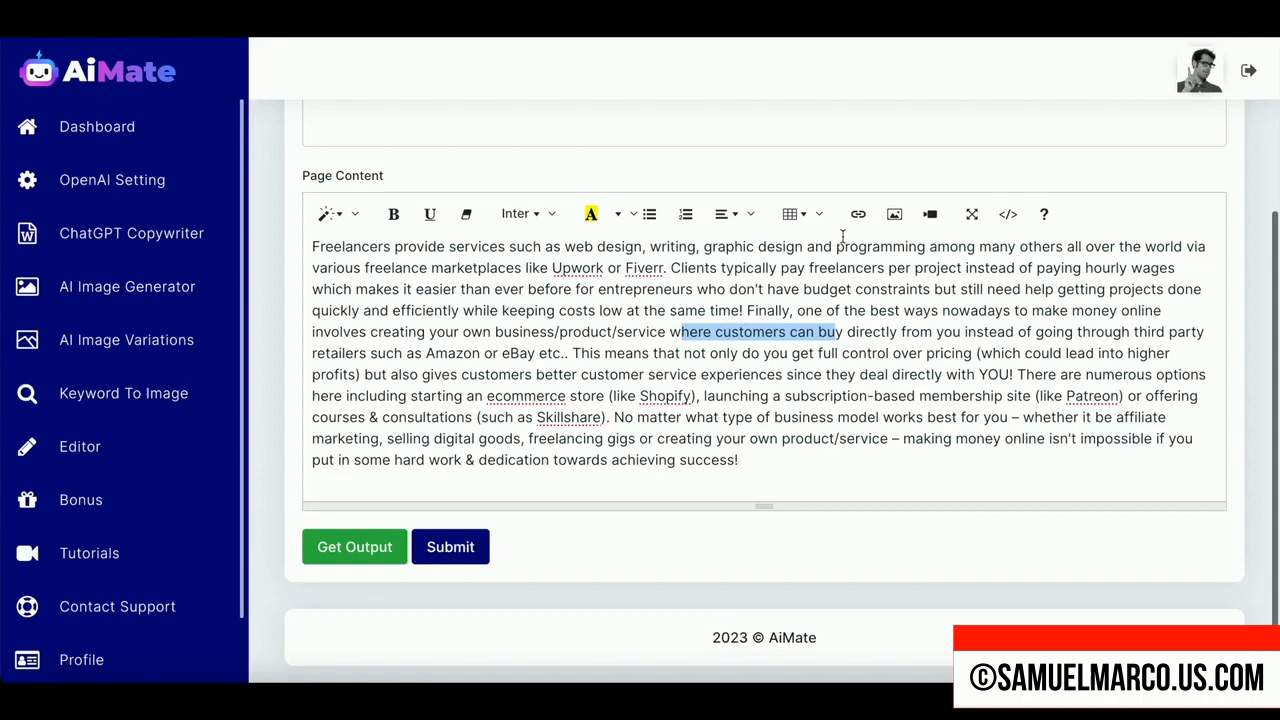 AiMate
Dashboard
OpenAI Setting
ChatGPT Copywriter
AI Image Generator
AI Image Variations
Keyword To Image
Editor
Bonus
Tutorials
Contact Support
Profile
Page Content
B U Inter A </> ?
Freelancers provide services such as web design, writing, graphic design and programming among many others all over the world via
various freelance marketplaces like Upwork or Fiverr. Clients typically pay freelancers per project instead of paying hourly wages
which makes it easier than ever before for entrepreneurs who don't have budget constraints but still need help getting projects done
quickly and efficiently while keeping costs low at the same time! Finally, one of the best ways nowadays to make money online
involves creating your own business/product/service where customers can buy directly from you instead of going through third party
retailers such as Amazon or eBay etc.. This means that not only do you get full control over pricing (which could lead into higher
profits) but also gives customers better customer service experiences since they deal directly with YOU! There are numerous options
here including starting an ecommerce store (like Shopify), launching a subscription-based membership site (like Patreon) or offering
courses & consultations (such as Skillshare). No matter what type of business model works best for you – whether it be affiliate
marketing, selling digital goods, freelancing gigs or creating your own product/service – making money online isn't impossible if you
put in some hard work & dedication towards achieving success!
Get Output
Submit
2023 © AiMate
©SAMUELMARCO.US.COM